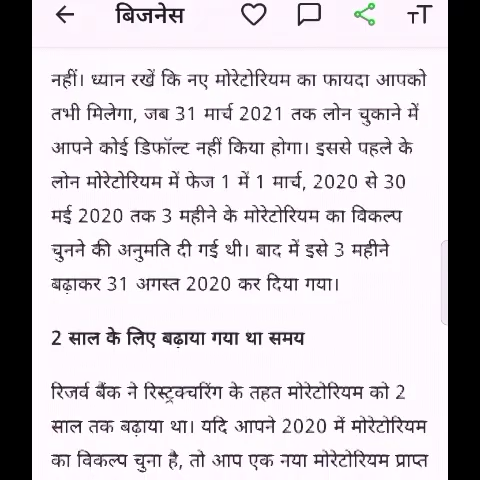 बिजनेस
TT
नहीं। ध्यान रखें कि नए मोरेटोरियम का फायदा आपको
तभी मिलेगा, जब 31 मार्च 2021 तक लोन चुकाने में
आपने कोई डिफॉल्ट नहीं किया होगा। इससे पहले के
लोन मोरेटोरियम में फेज 1 में 1 मार्च, 2020 से 30
मई 2020 तक 3 महीने के मोरेटोरियम का विकल्प
चुनने की अनुमति दी गई थी। बाद में इसे 3 महीने
बढ़ाकर 31 अगस्त 2020 कर दिया गया।
2 साल के लिए बढ़ाया गया था समय
रिजर्व बैंक ने रिस्ट्रक्चरिंग के तहत मोरेटोरियम को 2
साल तक बढ़ाया था। यदि आपने 2020 में मोरेटोरियम
का विकल्प चुना है, तो आप एक नया मोरेटोरियम प्राप्त